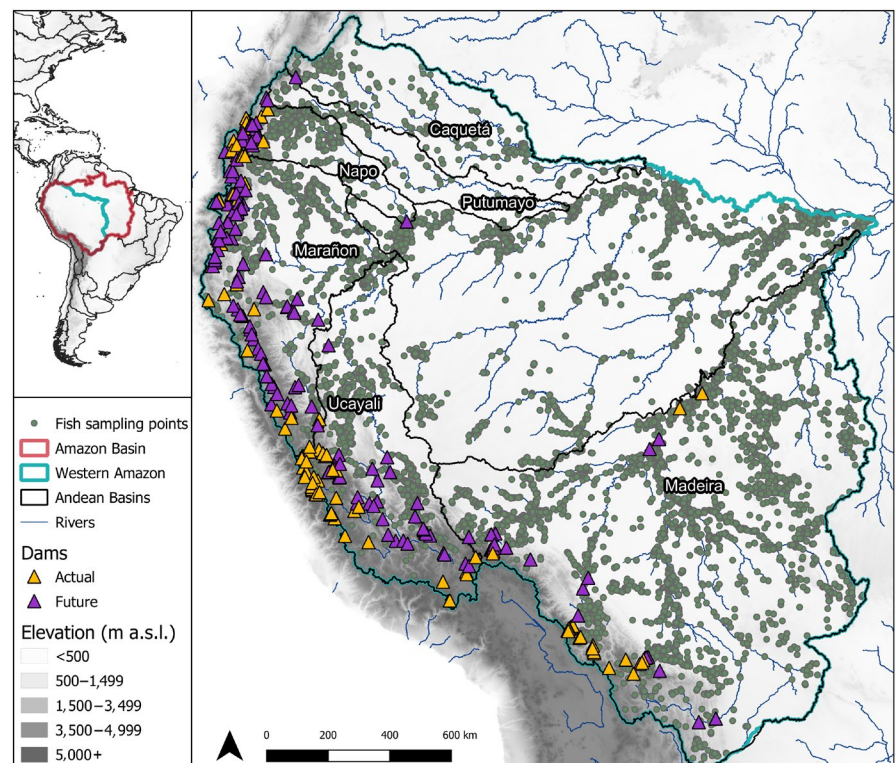 Caquetá
Napo
Putumayo
Marañon
Ucayali
Madeira
Fish sampling points
Amazon Basin
Western Amazon
Andean Basins
Rivers
Dams
Actual
Future
Elevation (m a.s.l.)
<500
500–1,499
1,500–3,499
3,500–4,999
5,000+
0 200 400 600 km